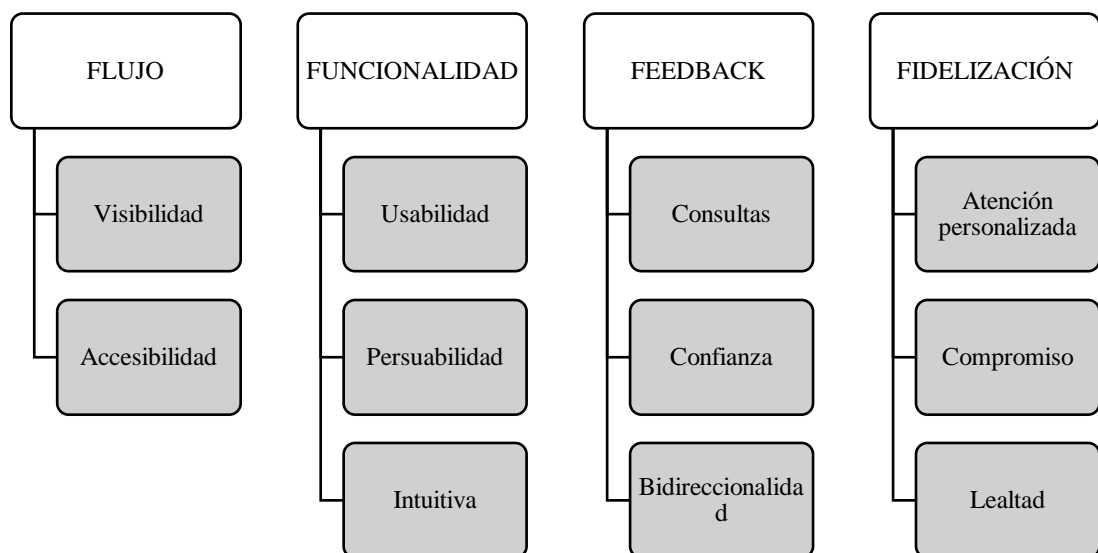 FLUJO
Visibilidad
Accesibilidad
FUNCIONALIDAD
Usabilidad
Persuabilidad
Intuitiva
FEEDBACK
Consultas
Confianza
Bidireccionalida
d
FIDELIZACIÓN
Atención
personalizada
Compromiso
Lealtad